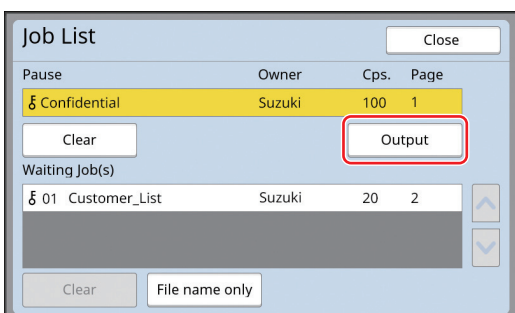 Job List Close
Pause Owner Cps. Page
Confidential Suzuki 100 1
Clear Output
Waiting Job(s)
01 Customer_List Suzuki 20 2
Clear File name only